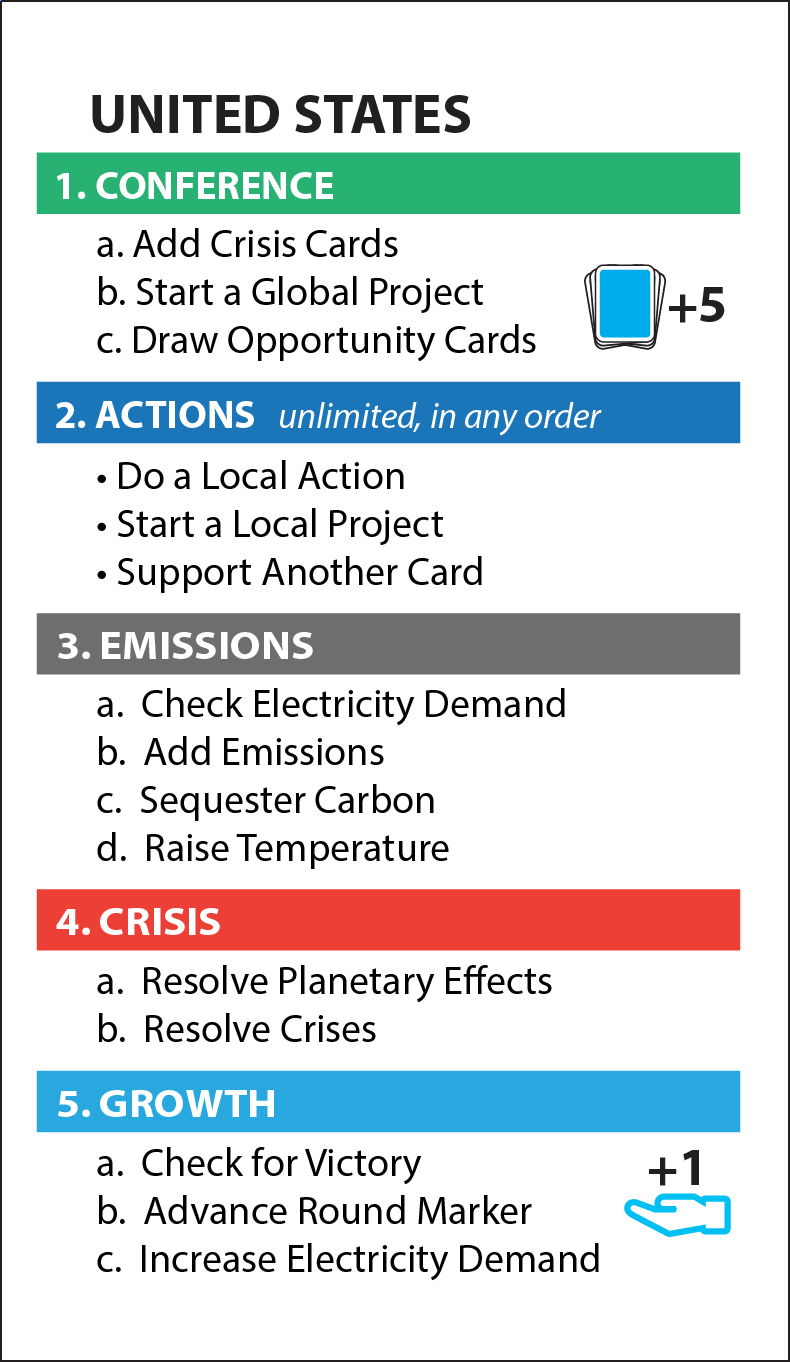 UNITED STATES
1. CONFERENCE
a. Add Crisis Cards
b. Start a Global Project
c. Draw Opportunity Cards
+5
2. ACTIONS unlimited, in any order
• Do a Local Action
• Start a Local Project
• Support Another Card
3. EMISSIONS
a. Check Electricity Demand
b. Add Emissions
c. Sequester Carbon
d. Raise Temperature
4. CRISIS
a. Resolve Planetary Effects
b. Resolve Crises
5. GROWTH
a. Check for Victory
b. Advance Round Marker
c. Increase Electricity Demand
+1